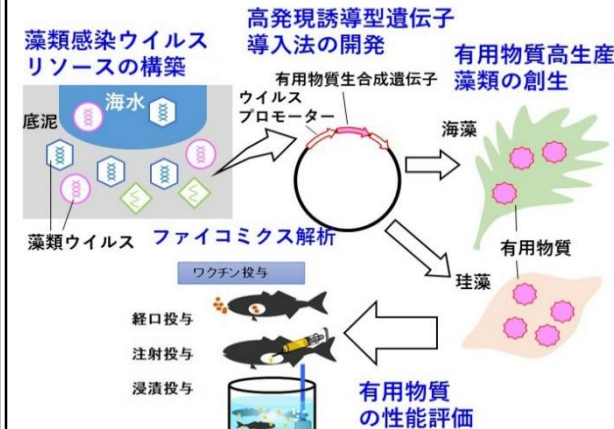 藻類感染ウイルス
リソースの構築
高発現誘導型遺伝子
導入法の開発
有用物質高生産
藻類の創生
海水
底泥
藻類ウイルス
有用物質生合成遺伝子
ウイルス
プロモーター
海藻
有用物質
珪藻
ファイコミクス解析
ワクチン投与
経口投与
注射投与
浸漬投与
有用物質
の性能評価